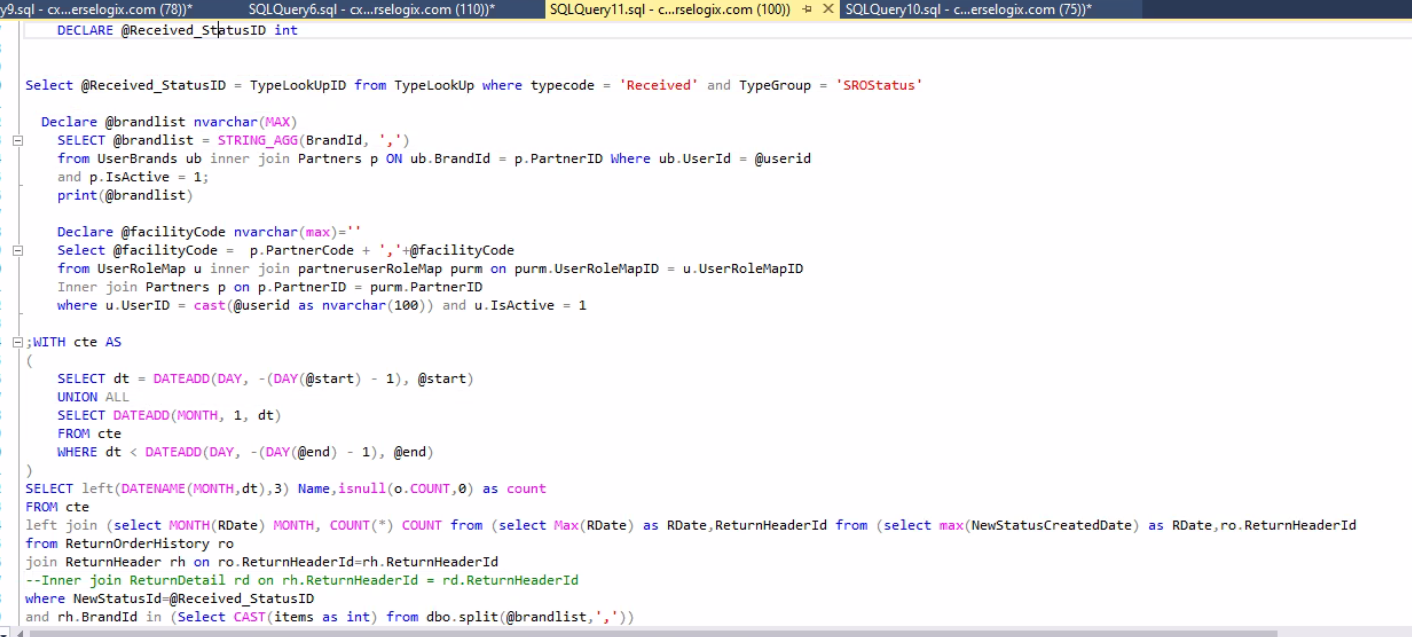 y9.sql - cx...erselogix.com (78))* SQLQuery6.sql - cx...rselogix.com (110))* SQLQuery11.sql - c...rselogix.com (100)) SQLQuery10.sql - c...erselogix.com (75))*
DECLARE @Received_StatusID int
Select @Received_StatusID = TypeLookUpID from TypeLookUp where typecode = 'Received' and TypeGroup = 'SROStatus'
Declare @brandlist nvarchar(MAX)
SELECT @brandlist = STRING_AGG(BrandId, ',')
from UserBrands ub inner join Partners p ON ub.BrandId = p.PartnerID Where ub.UserId = @userid
and p.IsActive = 1;
print(@brandlist)
Declare @facilityCode nvarchar(max)=''
Select @facilityCode =  p.PartnerCode + ','+@facilityCode
from UserRoleMap u inner join partneruserRoleMap purm on purm.UserRoleMapID = u.UserRoleMapID
Inner join Partners p on p.PartnerID = purm.PartnerID
where u.UserID = cast(@userid as nvarchar(100)) and u.IsActive = 1
;WITH cte AS
(
SELECT dt = DATEADD(DAY, -(DAY(@start) - 1), @start)
UNION ALL
SELECT DATEADD(MONTH, 1, dt)
FROM cte
WHERE dt < DATEADD(DAY, -(DAY(@end) - 1), @end)
)
SELECT left(DATENAME(MONTH,dt),3) Name,isnull(o.COUNT,0) as count
FROM cte
left join (select MONTH(RDate) MONTH, COUNT(*) COUNT from (select Max(RDate) as RDate,ReturnHeaderId from (select max(NewStatusCreatedDate) as RDate,ro.ReturnHeaderId
from ReturnOrderHistory ro
join ReturnHeader rh on ro.ReturnHeaderId=rh.ReturnHeaderId
--Inner join ReturnDetail rd on rh.ReturnHeaderId = rd.ReturnHeaderId
where NewStatusId=@Received_StatusID
and rh.BrandId in (Select CAST(items as int) from dbo.split(@brandlist,','))